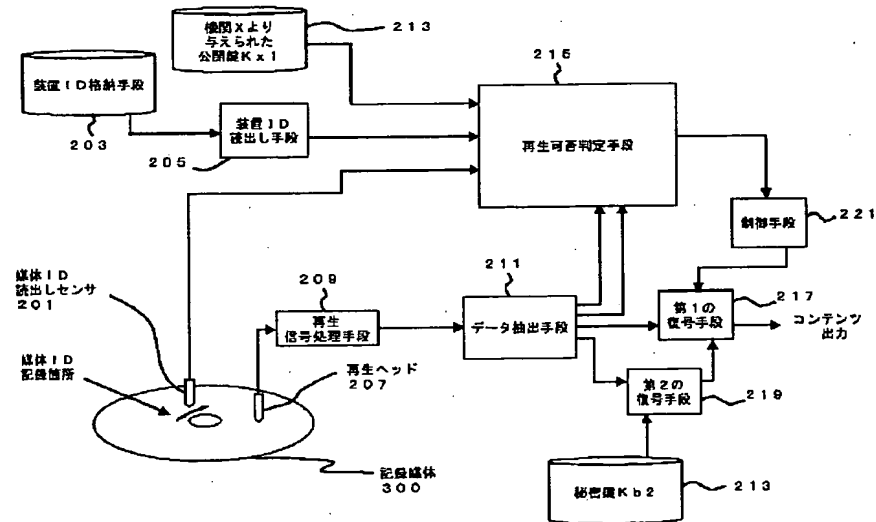 機関Xより
与えられた
公開鍵Kx1
213
装置ID格納手段
203
装置ID
読出し手段
205
215
再生可否判定手段
制御手段
221
媒体ID
読出しセンサ
201
媒体ID
記録箇所
209
再生
信号処理手段
211
データ抽出手段
第1の
復号手段
217
コンテンツ
出力
再生ヘッド
207
第2の
復号手段
219
記録媒体
300
秘密鍵Kb2
213